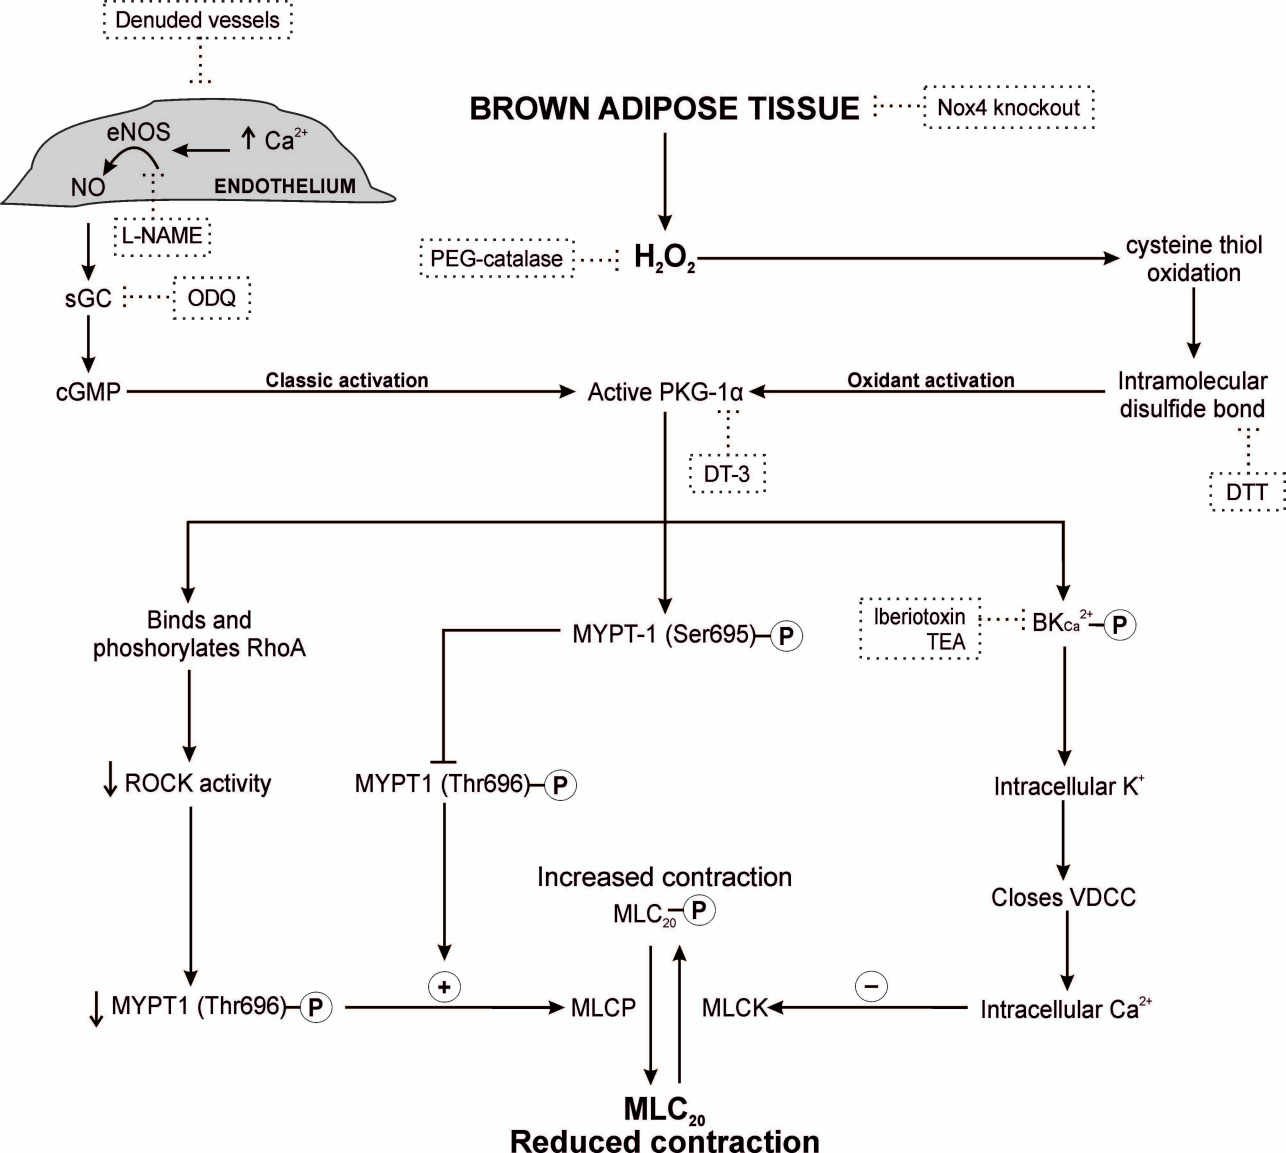 Denuded vessels
BROWN ADIPOSE TISSUE
Nox4 knockout
eNOS
↑ Ca²⁺
NO
ENDOTHELIUM
L-NAME
PEG-catalase
H₂O₂
cysteine thiol
oxidation
sGC
ODQ
cGMP
Classic activation
Active PKG-1α
Oxidant activation
Intramolecular
disulfide bond
DT-3
DTT
Binds and
phoshorylates RhoA
MYPT-1 (Ser695)-P
Iberiotoxin
TEA
BKCa²⁺-P
↓ ROCK activity
MYPT1 (Thr696)-P
Intracellular K⁺
Increased contraction
MLC₂₀-P
Closes VDCC
↓ MYPT1 (Thr696)-P
+
MLCP
MLCK
−
Intracellular Ca²⁺
MLC₂₀
Reduced contraction